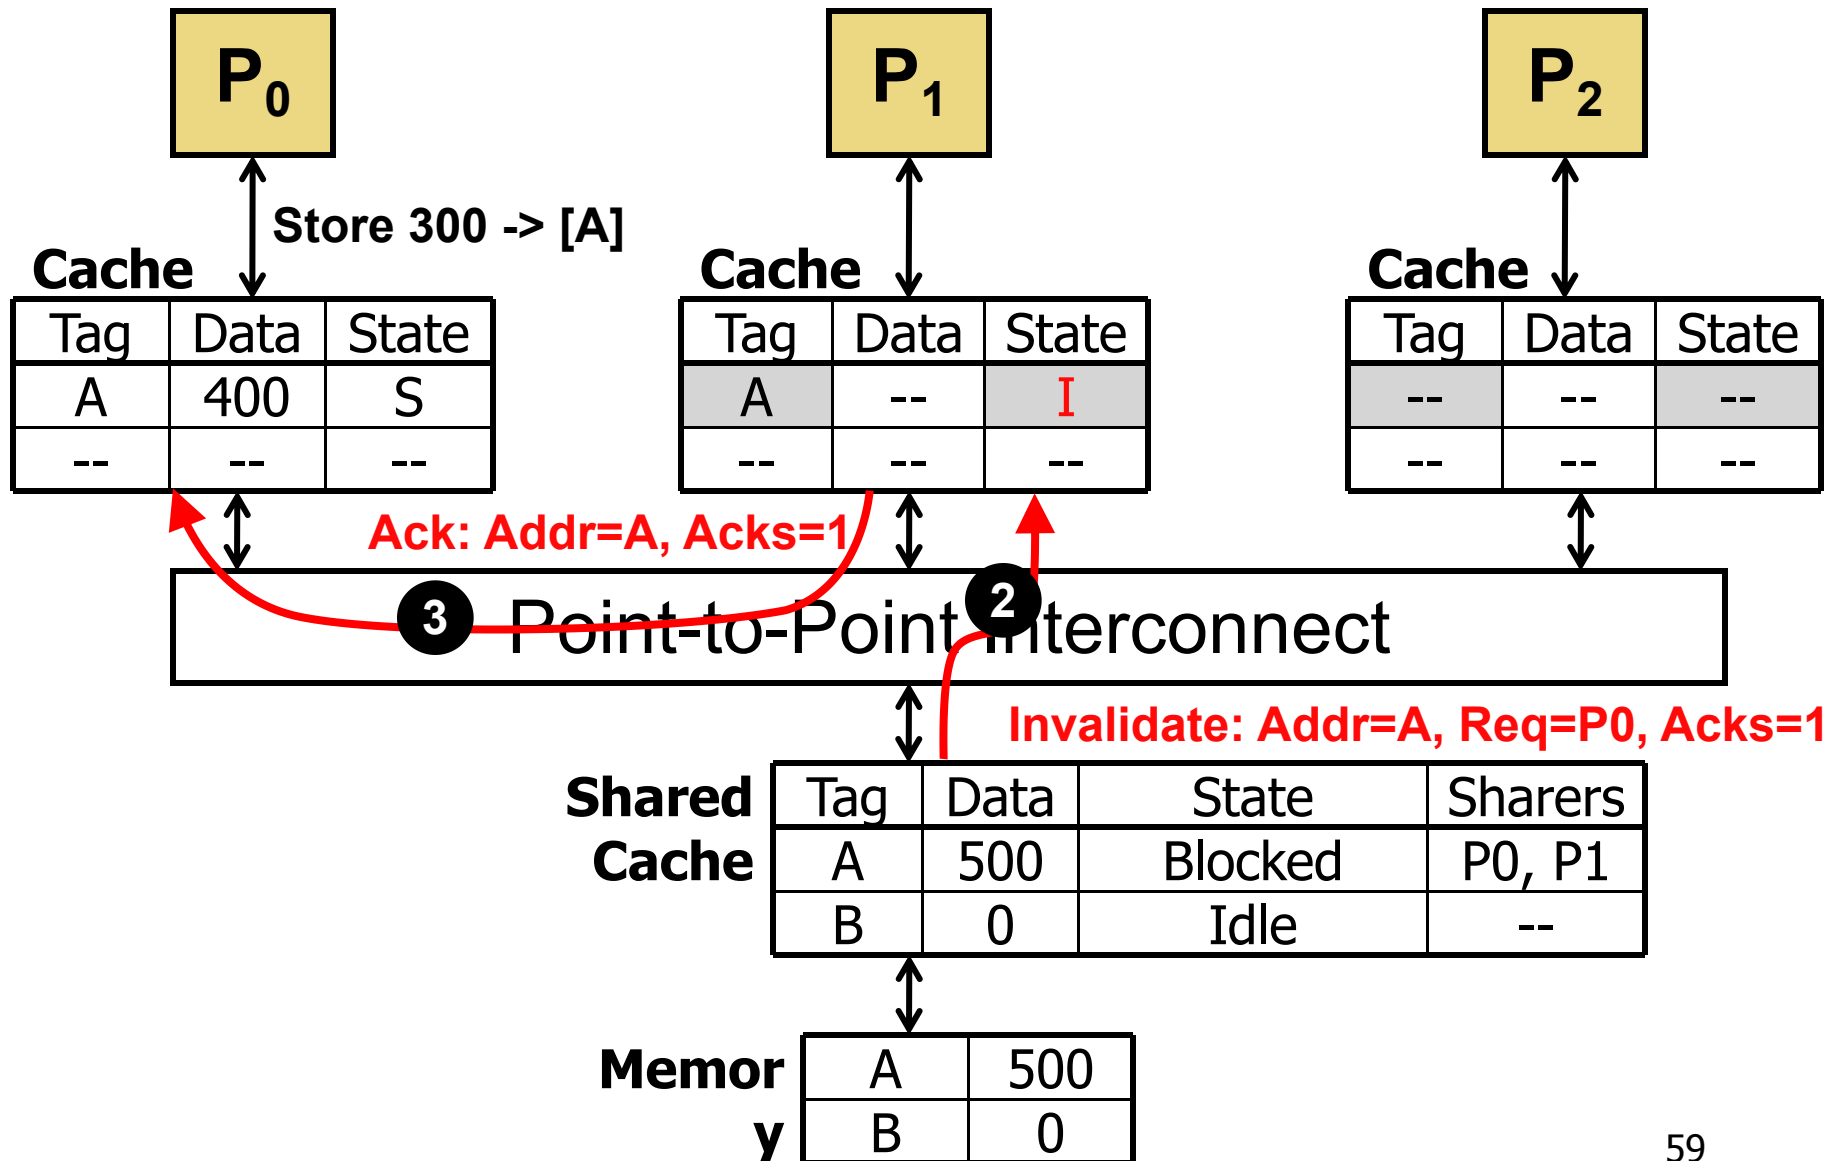 P0 P1 P2
Store 300 -> [A]
Cache Cache Cache
Tag Data State Tag Data State Tag Data State
A 400 S A -- I -- -- --
-- -- -- -- -- -- -- -- --
Ack: Addr=A, Acks=1
3 Point-to-Point Interconnect 2
Invalidate: Addr=A, Req=P0, Acks=1
Shared Tag Data State Sharers
Cache A 500 Blocked P0, P1
B 0 Idle --
Memor A 500
y B 0
59